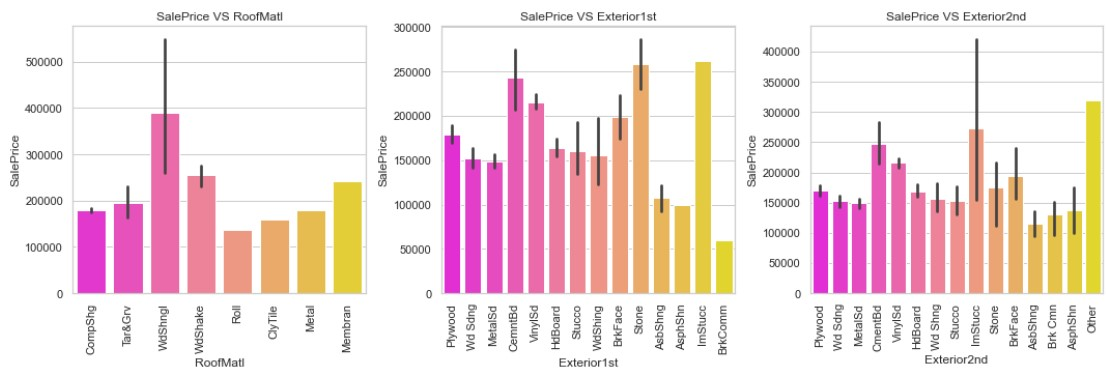 SalePrice VS RoofMatl
SalePrice
500000
400000
300000
200000
100000
0
CompShg
Tar&Grv
WdShngl
WdShake
Roll
ClyTile
Metal
Membran
RoofMatl
SalePrice VS Exterior1st
SalePrice
300000
250000
200000
150000
100000
50000
0
Plywood
Wd Sdng
MetalSd
CemntBd
VinylSd
HdBoard
Stucco
WdShing
BrkFace
Stone
AsbShng
AsphShn
ImStucc
BrkComm
Exterior1st
SalePrice VS Exterior2nd
SalePrice
400000
350000
300000
250000
200000
150000
100000
50000
0
Plywood
Wd Sdng
MetalSd
CmentBd
VinylSd
HdBoard
Wd Shng
Stucco
ImStucc
Stone
BrkFace
AsbShng
Brk Cmn
AsphShn
Other
Exterior2nd